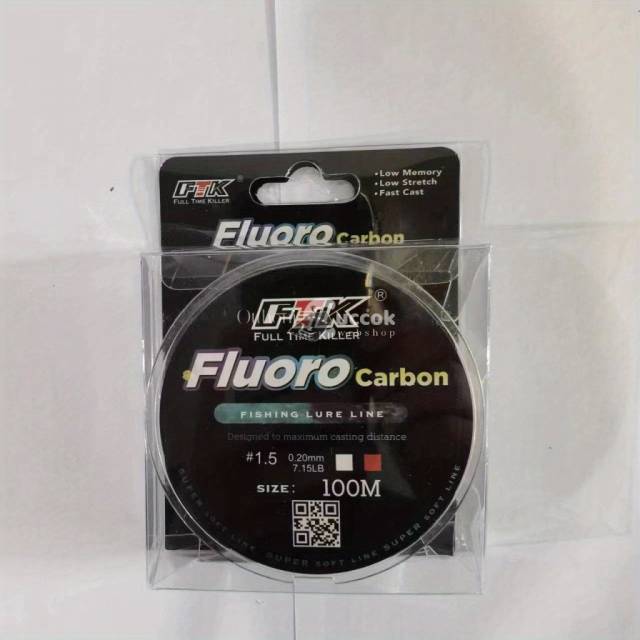 FTK
FULL TIME KILLER
•Low Memory
•Low Stretch
•Fast Cast
Fluoro Carbon
FTK®
FULL TIME KILLER
Fluoro Carbon
FISHING LURE LINE
Designed to maximum casting distance
#1.5 0.20mm
7.15LB
SIZE: 100M
SUPER SOFT LINE SUPER SOFT LINE SUPER SOFT LINE